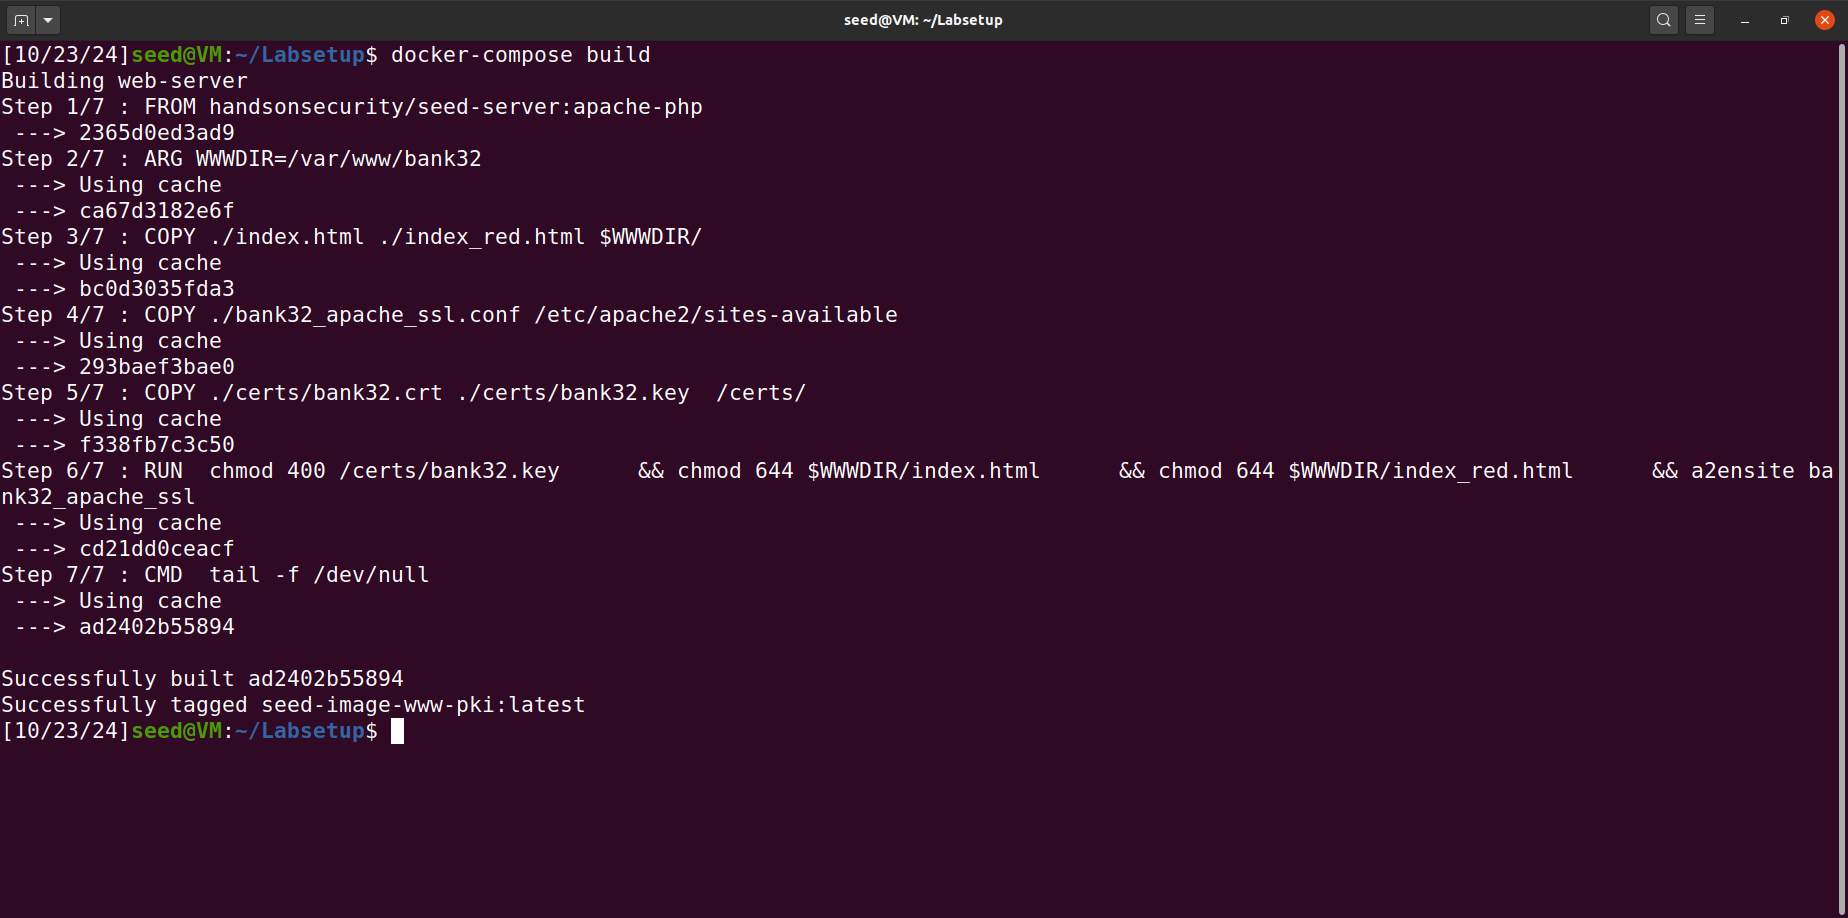 seed@VM: ~/Labsetup
[10/23/24]seed@VM:~/Labsetup$ docker-compose build
Building web-server
Step 1/7 : FROM handsonsecurity/seed-server:apache-php
 ---> 2365d0ed3ad9
Step 2/7 : ARG WWWDIR=/var/www/bank32
 ---> Using cache
 ---> ca67d3182e6f
Step 3/7 : COPY ./index.html ./index_red.html $WWWDIR/
 ---> Using cache
 ---> bc0d3035fda3
Step 4/7 : COPY ./bank32_apache_ssl.conf /etc/apache2/sites-available
 ---> Using cache
 ---> 293baef3bae0
Step 5/7 : COPY ./certs/bank32.crt ./certs/bank32.key  /certs/
 ---> Using cache
 ---> f338fb7c3c50
Step 6/7 : RUN  chmod 400 /certs/bank32.key      && chmod 644 $WWWDIR/index.html      && chmod 644 $WWWDIR/index_red.html      && a2ensite ba
nk32_apache_ssl
 ---> Using cache
 ---> cd21dd0ceacf
Step 7/7 : CMD  tail -f /dev/null
 ---> Using cache
 ---> ad2402b55894

Successfully built ad2402b55894
Successfully tagged seed-image-www-pki:latest
[10/23/24]seed@VM:~/Labsetup$